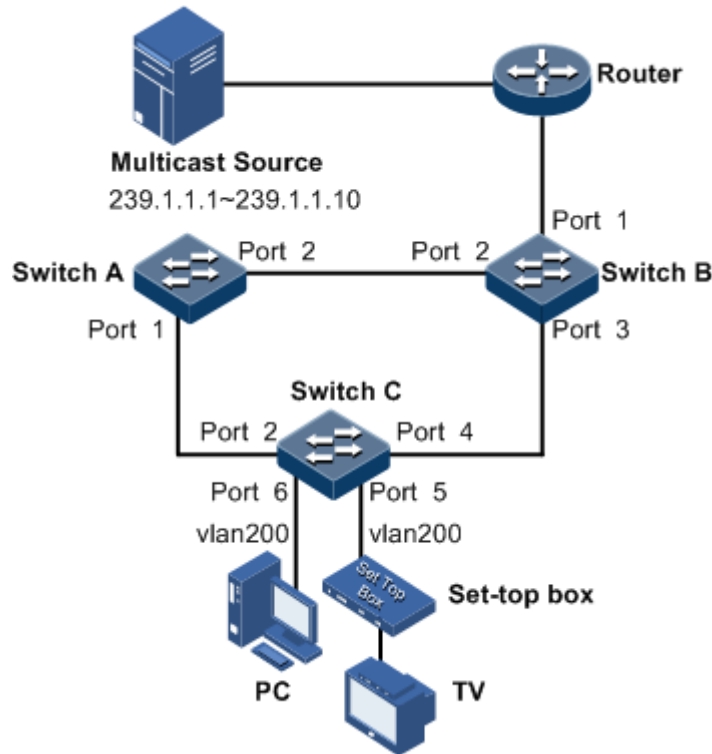 Router
Multicast Source
239.1.1.1~239.1.1.10
Port 1
Switch A
Port 2
Port 2
Switch B
Port 1
Port 3
Switch C
Port 2
Port 4
Port 6
Port 5
vlan200
vlan200
Set Top
Box
Set-top box
PC
TV